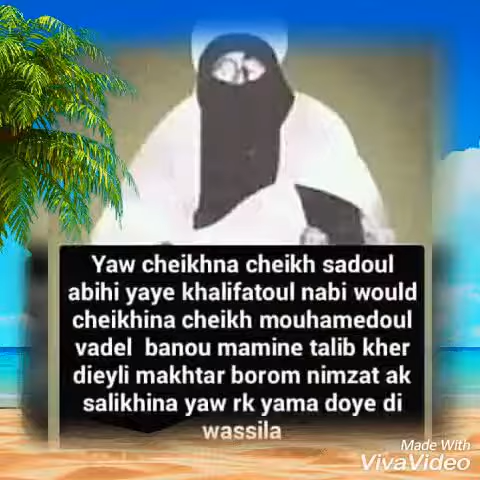 Yaw cheikhna cheikh sadoul
abihi yaye khalifatoul nabi would
cheikhina cheikh mouhamedoul
vadel banou mamine talib kher
dieyli makhtar borom nimzat ak
salikhina yaw rk yama doye di
wassila
Made With
VivaVideo